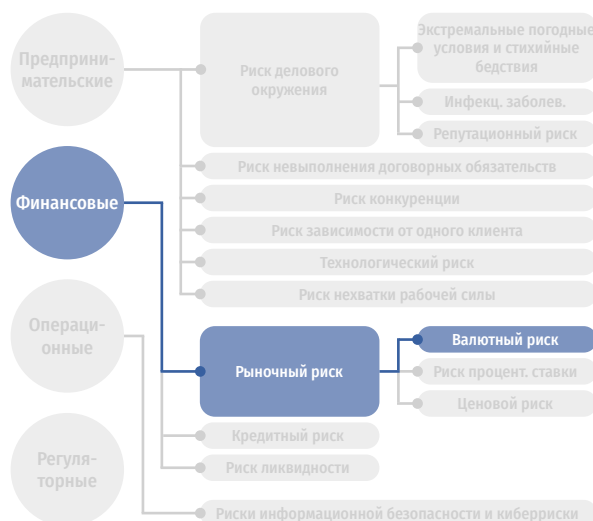 Предприни-
мательские
Риск делового
окружения
Экстремальные погодные
условия и стихийные
бедствия
Инфекц. заболев.
Репутационный риск
Риск невыполнения договорных обязательств
Финансовые
Риск конкуренции
Риск зависимости от одного клиента
Технологический риск
Риск нехватки рабочей силы
Операци-
онные
Рыночный риск
Валютный риск
Риск процент. ставки
Ценовой риск
Кредитный риск
Регуля-
торные
Риск ликвидности
Риски информационной безопасности и киберриски